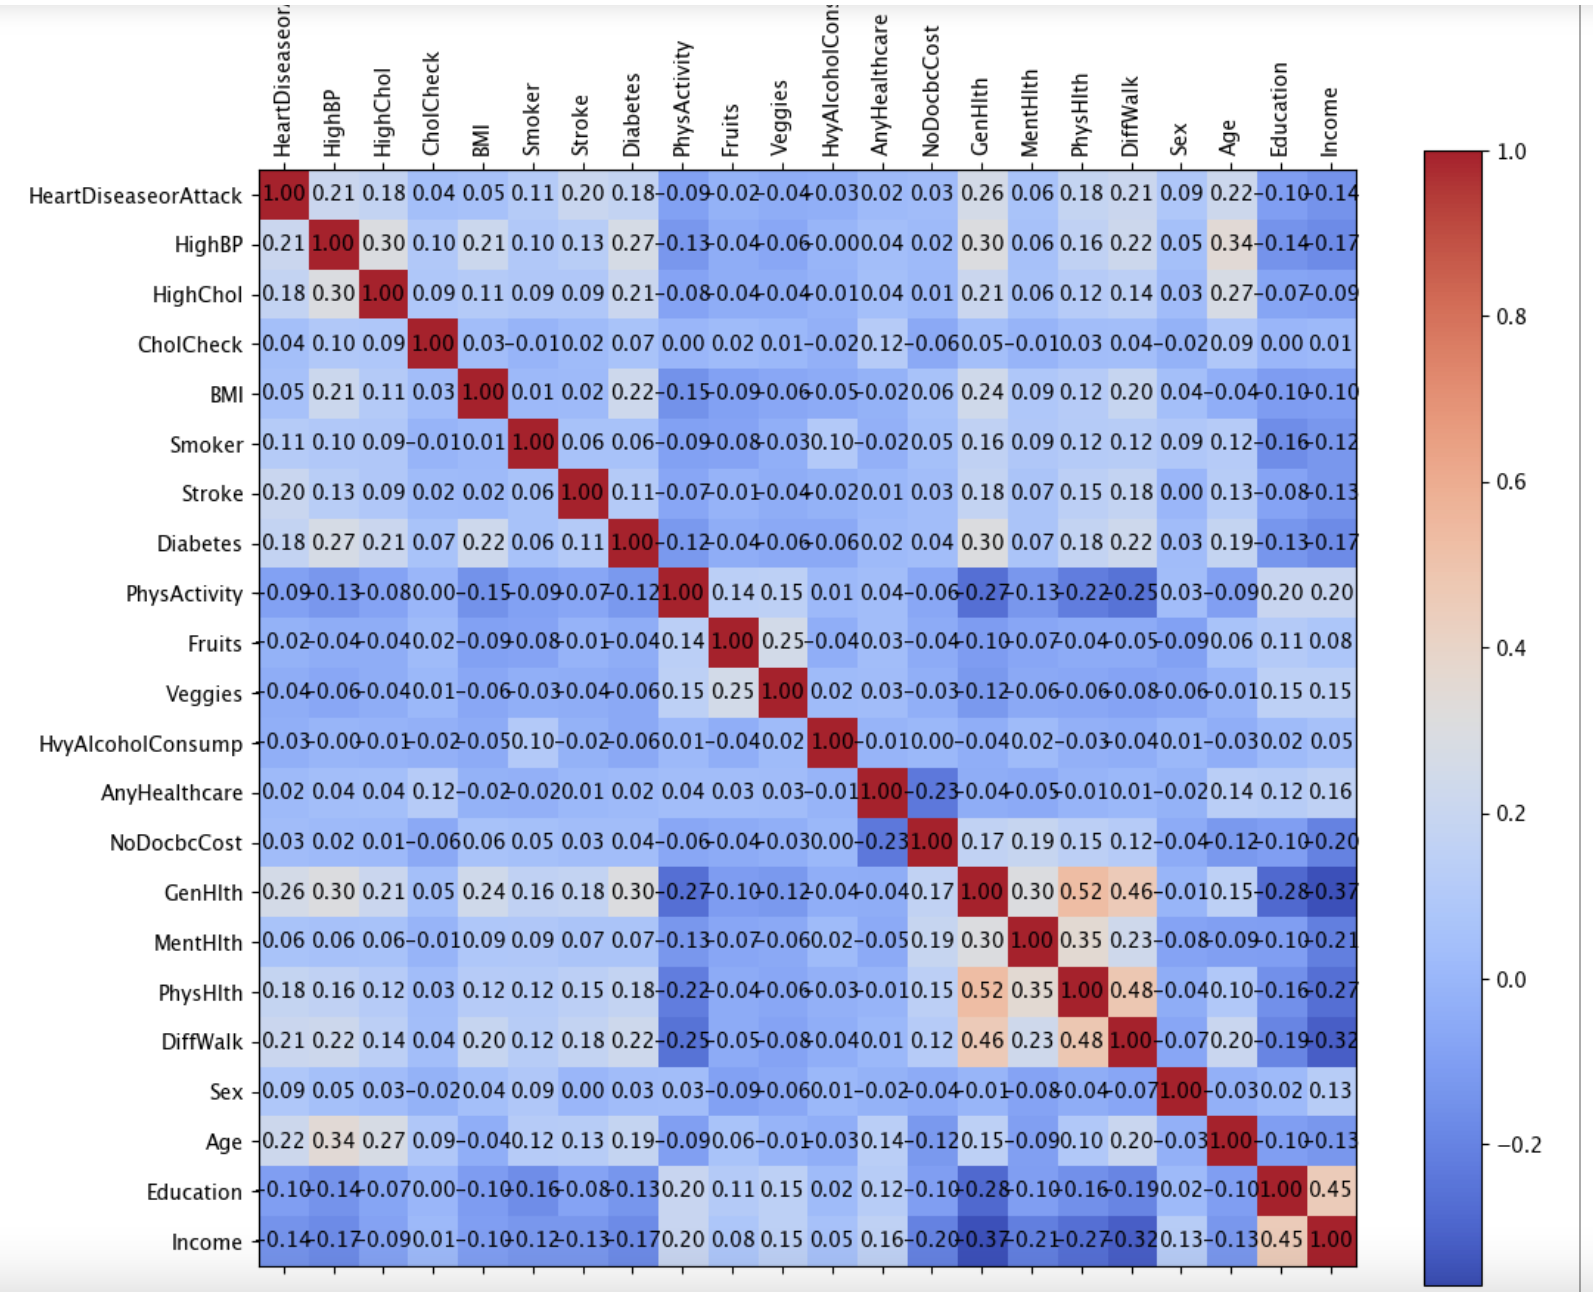 HeartDiseaseor
HighBP
HighChol
CholCheck
BMI
Smoker
Stroke
Diabetes
PhysActivity
Fruits
Veggies
HvyAlcoholCons
AnyHealthcare
NoDocbcCost
GenHlth
MentHlth
PhysHlth
DiffWalk
Sex
Age
Education
Income
HeartDiseaseorAttack 1.00 0.21 0.18 0.04 0.05 0.11 0.20 0.18 -0.09 -0.02 -0.04 -0.03 0.02 0.03 0.26 0.06 0.18 0.21 0.09 0.22 -0.10 -0.14
HighBP 0.21 1.00 0.30 0.10 0.21 0.10 0.13 0.27 -0.13 -0.04 -0.06 -0.00 0.04 0.02 0.30 0.06 0.16 0.22 0.05 0.34 -0.14 -0.17
HighChol 0.18 0.30 1.00 0.09 0.11 0.09 0.09 0.21 -0.08 -0.04 -0.04 -0.01 0.04 0.01 0.21 0.06 0.12 0.14 0.03 0.27 -0.07 -0.09
CholCheck 0.04 0.10 0.09 1.00 0.03 -0.01 0.02 0.07 0.00 0.02 0.01 -0.02 0.12 -0.06 0.05 -0.01 0.03 0.04 -0.02 0.09 0.00 0.01
BMI 0.05 0.21 0.11 0.03 1.00 0.01 0.02 0.22 -0.15 -0.09 -0.06 -0.05 -0.02 0.06 0.24 0.09 0.12 0.20 0.04 -0.04 -0.10 -0.10
Smoker 0.11 0.10 0.09 -0.01 0.01 1.00 0.06 0.06 -0.09 -0.08 -0.03 0.10 -0.02 0.05 0.16 0.09 0.12 0.12 0.09 0.12 -0.16 -0.12
Stroke 0.20 0.13 0.09 0.02 0.02 0.06 1.00 0.11 -0.07 -0.01 -0.04 -0.02 0.01 0.03 0.18 0.07 0.15 0.18 0.00 0.13 -0.08 -0.13
Diabetes 0.18 0.27 0.21 0.07 0.22 0.06 0.11 1.00 -0.12 -0.04 -0.06 -0.06 0.02 0.04 0.30 0.07 0.18 0.22 0.03 0.19 -0.13 -0.17
PhysActivity -0.09 -0.13 -0.08 0.00 -0.15 -0.09 -0.07 -0.12 1.00 0.14 0.15 0.01 0.04 -0.06 -0.27 -0.13 -0.22 -0.25 0.03 -0.09 0.20 0.20
Fruits -0.02 -0.04 -0.04 0.02 -0.09 -0.08 -0.01 -0.04 0.14 1.00 0.25 -0.04 0.03 -0.04 -0.10 -0.07 -0.04 -0.05 -0.09 0.06 0.11 0.08
Veggies -0.04 -0.06 -0.04 0.01 -0.06 -0.03 -0.04 -0.06 0.15 0.25 1.00 0.02 0.03 -0.03 -0.12 -0.06 -0.06 -0.08 -0.06 -0.01 0.15 0.15
HvyAlcoholConsump -0.03 -0.00 -0.01 -0.02 -0.05 0.10 -0.02 -0.06 0.01 -0.04 0.02 1.00 -0.01 0.00 -0.04 0.02 -0.03 -0.04 0.01 -0.03 0.02 0.05
AnyHealthcare 0.02 0.04 0.04 0.12 -0.02 -0.02 0.01 0.02 0.04 0.03 0.03 -0.01 1.00 -0.23 -0.04 -0.05 -0.01 0.01 -0.02 0.14 0.12 0.16
NoDocbcCost 0.03 0.02 0.01 -0.06 0.06 0.05 0.03 0.04 -0.06 -0.04 -0.03 0.00 -0.23 1.00 0.17 0.19 0.15 0.12 -0.04 -0.12 -0.10 -0.20
GenHlth 0.26 0.30 0.21 0.05 0.24 0.16 0.18 0.30 -0.27 -0.10 -0.12 -0.04 -0.04 0.17 1.00 0.30 0.52 0.46 -0.01 0.15 -0.28 -0.37
MentHlth 0.06 0.06 0.06 -0.01 0.09 0.09 0.07 0.07 -0.13 -0.07 -0.06 0.02 -0.05 0.19 0.30 1.00 0.35 0.23 -0.08 -0.09 -0.10 -0.21
PhysHlth 0.18 0.16 0.12 0.03 0.12 0.12 0.15 0.18 -0.22 -0.04 -0.06 -0.03 -0.01 0.15 0.52 0.35 1.00 0.48 -0.04 0.10 -0.16 -0.27
DiffWalk 0.21 0.22 0.14 0.04 0.20 0.12 0.18 0.22 -0.25 -0.05 -0.08 -0.04 0.01 0.12 0.46 0.23 0.48 1.00 -0.07 0.20 -0.19 -0.32
Sex 0.09 0.05 0.03 -0.02 0.04 0.09 0.00 0.03 0.03 -0.09 -0.06 0.01 -0.02 -0.04 -0.01 -0.08 -0.04 -0.07 1.00 -0.03 0.02 0.13
Age 0.22 0.34 0.27 0.09 -0.04 0.12 0.13 0.19 -0.09 0.06 -0.01 -0.03 0.14 -0.12 0.15 -0.09 0.10 0.20 -0.03 1.00 -0.10 -0.13
Education -0.10 -0.14 -0.07 0.00 -0.10 -0.16 -0.08 -0.13 0.20 0.11 0.15 0.02 0.12 -0.10 -0.28 -0.10 -0.16 -0.19 0.02 -0.10 1.00 0.45
Income -0.14 -0.17 -0.09 0.01 -0.10 -0.12 -0.13 -0.17 0.20 0.08 0.15 0.05 0.16 -0.20 -0.37 -0.21 -0.27 -0.32 0.13 -0.13 0.45 1.00
1.0
0.8
0.6
0.4
0.2
0.0
−0.2